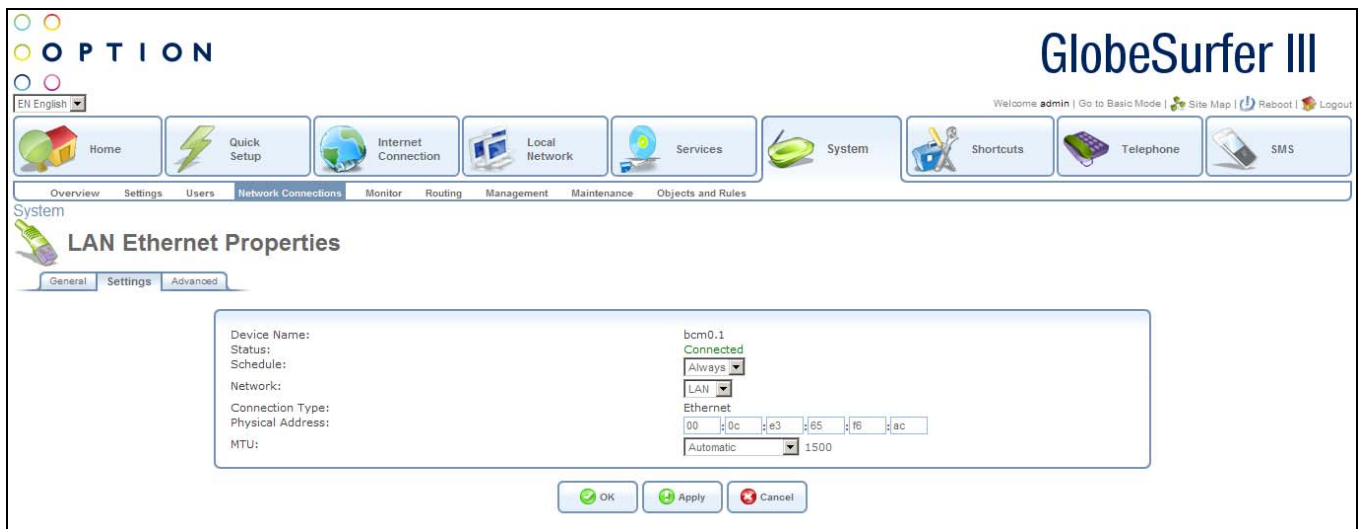 OPTION
GlobeSurfer III
EN English
Welcome admin | Go to Basic Mode | Site Map | Reboot | Logout
Home
Quick Setup
Internet Connection
Local Network
Services
System
Shortcuts
Telephone
SMS
Overview Settings Users Network Connections Monitor Routing Management Maintenance Objects and Rules
System
LAN Ethernet Properties
General Settings Advanced
Device Name: bcm0.1
Status: Connected
Schedule: Always
Network: LAN
Connection Type: Ethernet
Physical Address: 00 : 0c : e3 : 65 : f6 : ac
MTU: Automatic 1500
OK Apply Cancel